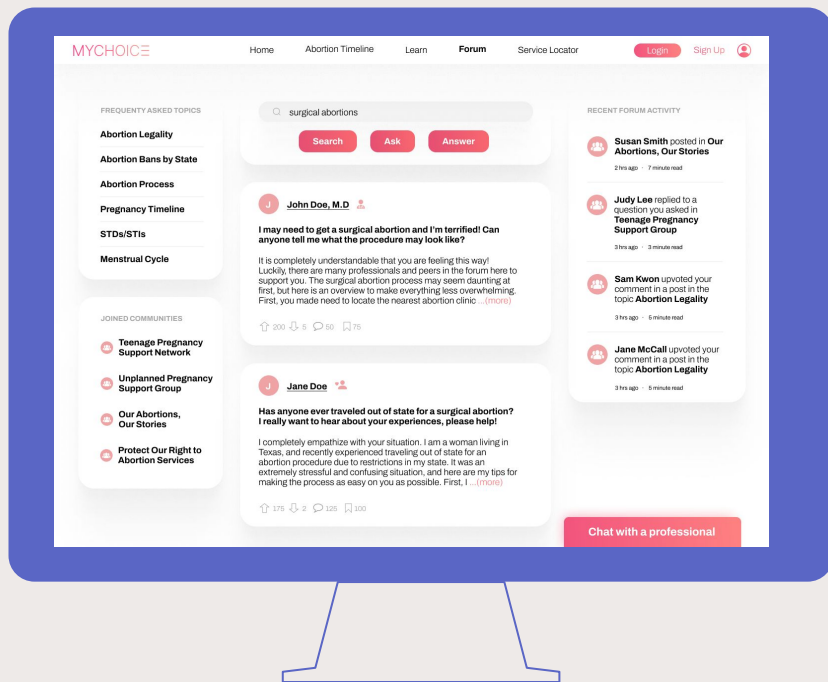 MYCHOICE
Home Abortion Timeline Learn Forum Service Locator Login Sign Up
FREQUENTY ASKED TOPICS
Abortion Legality
Abortion Bans by State
Abortion Process
Pregnancy Timeline
STDs/STIs
Menstrual Cycle
JOINED COMMUNITIES
Teenage Pregnancy
Support Network
Unplanned Pregnancy
Support Group
Our Abortions,
Our Stories
Protect Our Right to
Abortion Services
surgical abortions
Search Ask Answer
J John Doe, M.D
I may need to get a surgical abortion and I'm terrified! Can
anyone tell me what the procedure may look like?
It is completely understandable that you are feeling this way!
Luckily, there are many professionals and peers in the forum here to
support you. The surgical abortion process may seem daunting at
first, but here is an overview to make everything less overwhelming.
First, you made need to locate the nearest abortion clinic ...(more)
200 5 50 75
J Jane Doe
Has anyone ever traveled out of state for a surgical abortion?
I really want to hear about your experiences, please help!
I completely empathize with your situation. I am a woman living in
Texas, and recently experienced traveling out of state for an
abortion procedure due to restrictions in my state. It was an
extremely stressful and confusing situation, and here are my tips for
making the process as easy on you as possible. First, I ...(more)
175 2 125 100
RECENT FORUM ACTIVITY
Susan Smith posted in Our
Abortions, Our Stories
2 hrs ago · 7 minute read
Judy Lee replied to a
question you asked in
Teenage Pregnancy
Support Group
3 hrs ago · 3 minute read
Sam Kwon upvoted your
comment in a post in the
topic Abortion Legality
3 hrs ago · 5 minute read
Jane McCall upvoted your
comment in a post in the
topic Abortion Legality
3 hrs ago · 5 minute read
Chat with a professional